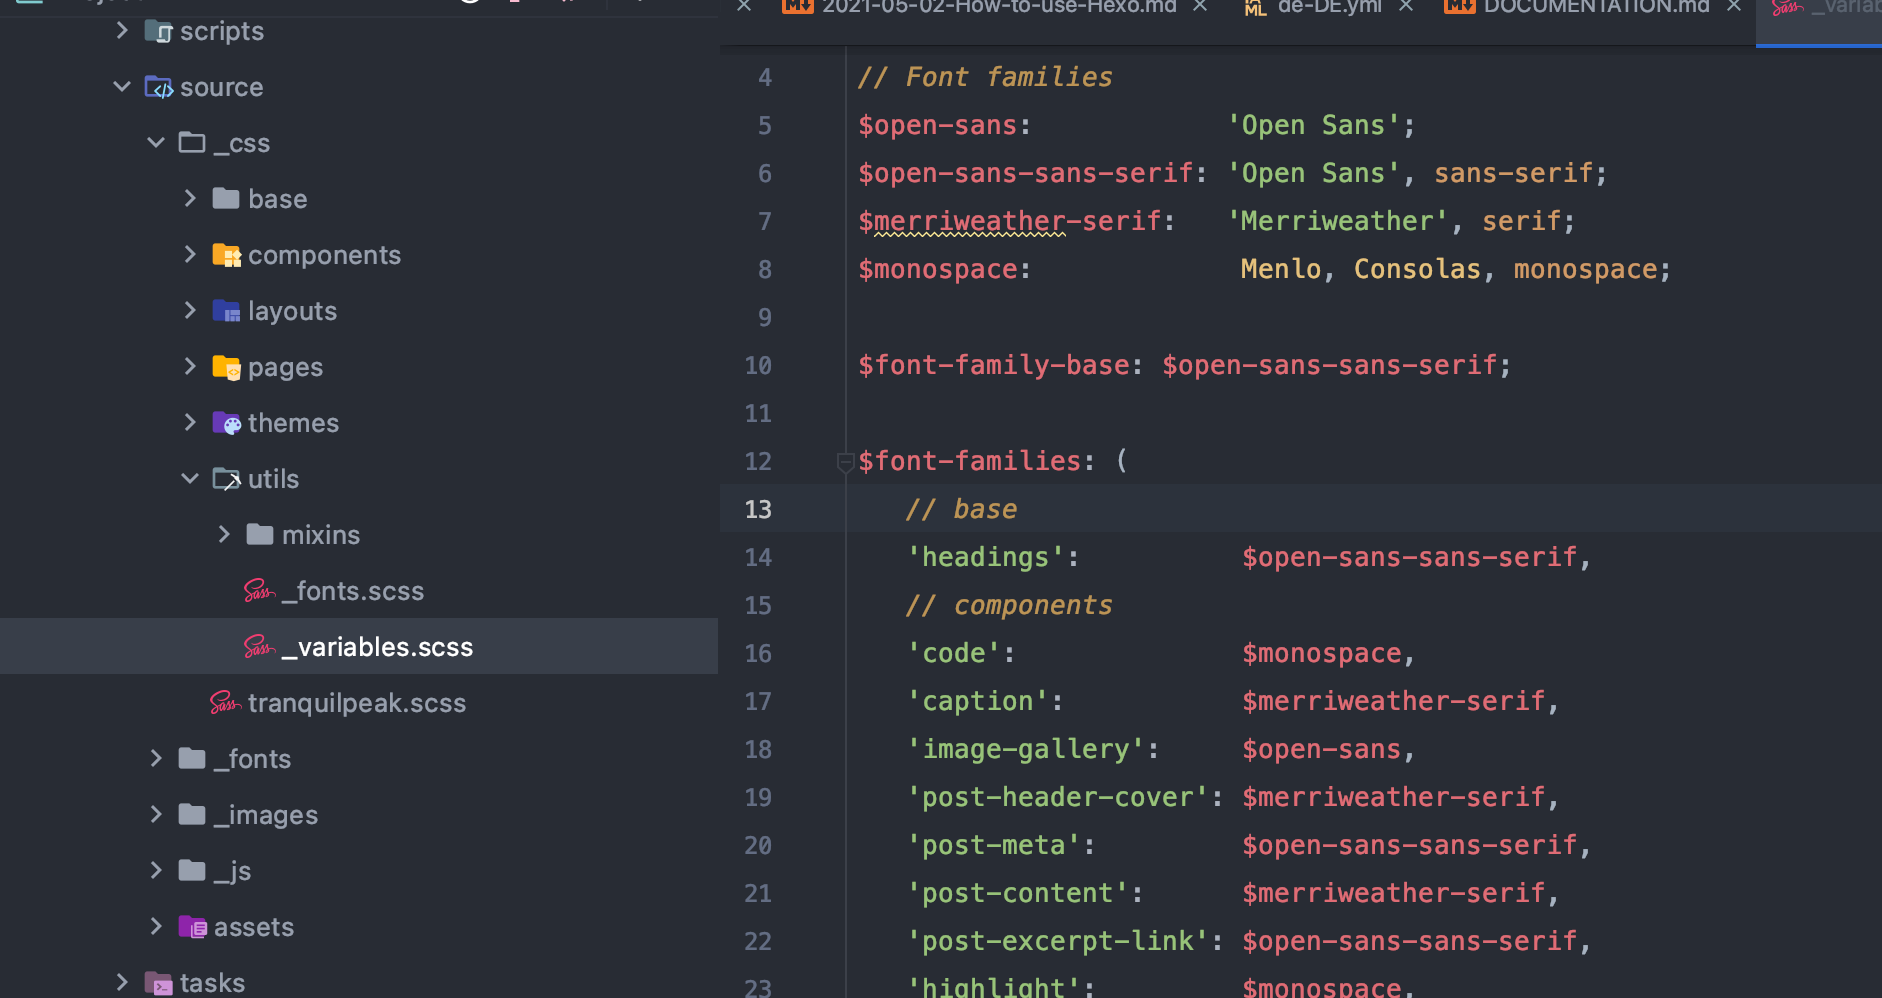 scripts
source
_css
base
components
layouts
pages
themes
utils
mixins
_fonts.scss
_variables.scss
tranquilpeak.scss
_fonts
_images
_js
assets
tasks
2021-05-02-How-to-use-Hexo.md
de-DE.yml
DOCUMENTATION.md
4 // Font families
5 $open-sans: 'Open Sans';
6 $open-sans-sans-serif: 'Open Sans', sans-serif;
7 $merriweather-serif: 'Merriweather', serif;
8 $monospace: Menlo, Consolas, monospace;
9
10 $font-family-base: $open-sans-sans-serif;
11
12 $font-families: (
13 // base
14 'headings': $open-sans-sans-serif,
15 // components
16 'code': $monospace,
17 'caption': $merriweather-serif,
18 'image-gallery': $open-sans,
19 'post-header-cover': $merriweather-serif,
20 'post-meta': $open-sans-sans-serif,
21 'post-content': $merriweather-serif,
22 'post-excerpt-link': $open-sans-sans-serif,
23 'highlight': $monospace,